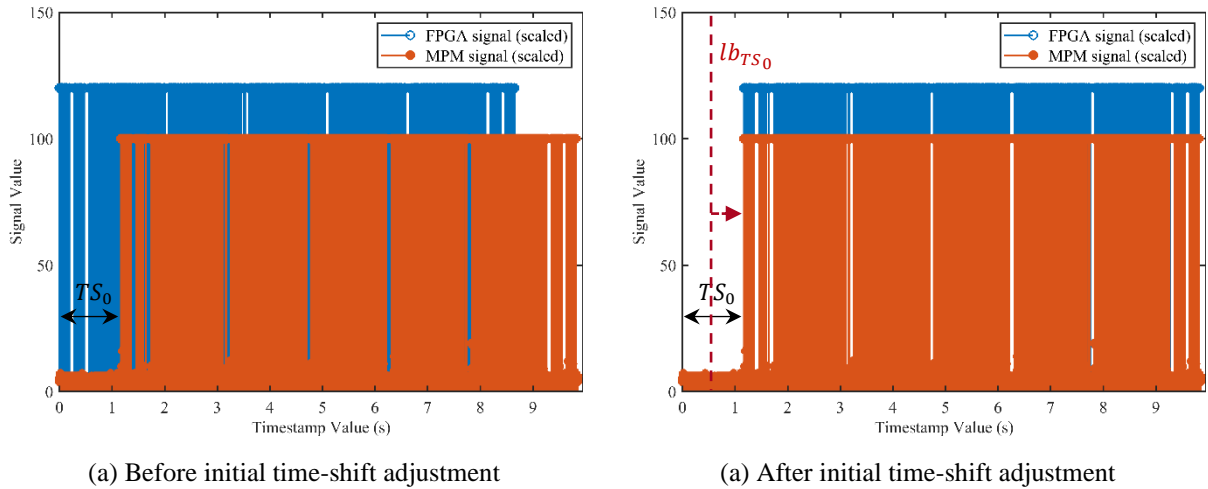 150
100
50
0
Signal Value
FPGA signal (scaled)
MPM signal (scaled)
TS₀
0 1 2 3 4 5 6 7 8 9
Timestamp Value (s)
(a) Before initial time-shift adjustment
150
100
50
0
Signal Value
lb_{TS₀}
FPGA signal (scaled)
MPM signal (scaled)
TS₀
0 1 2 3 4 5 6 7 8 9
Timestamp Value (s)
(a) After initial time-shift adjustment